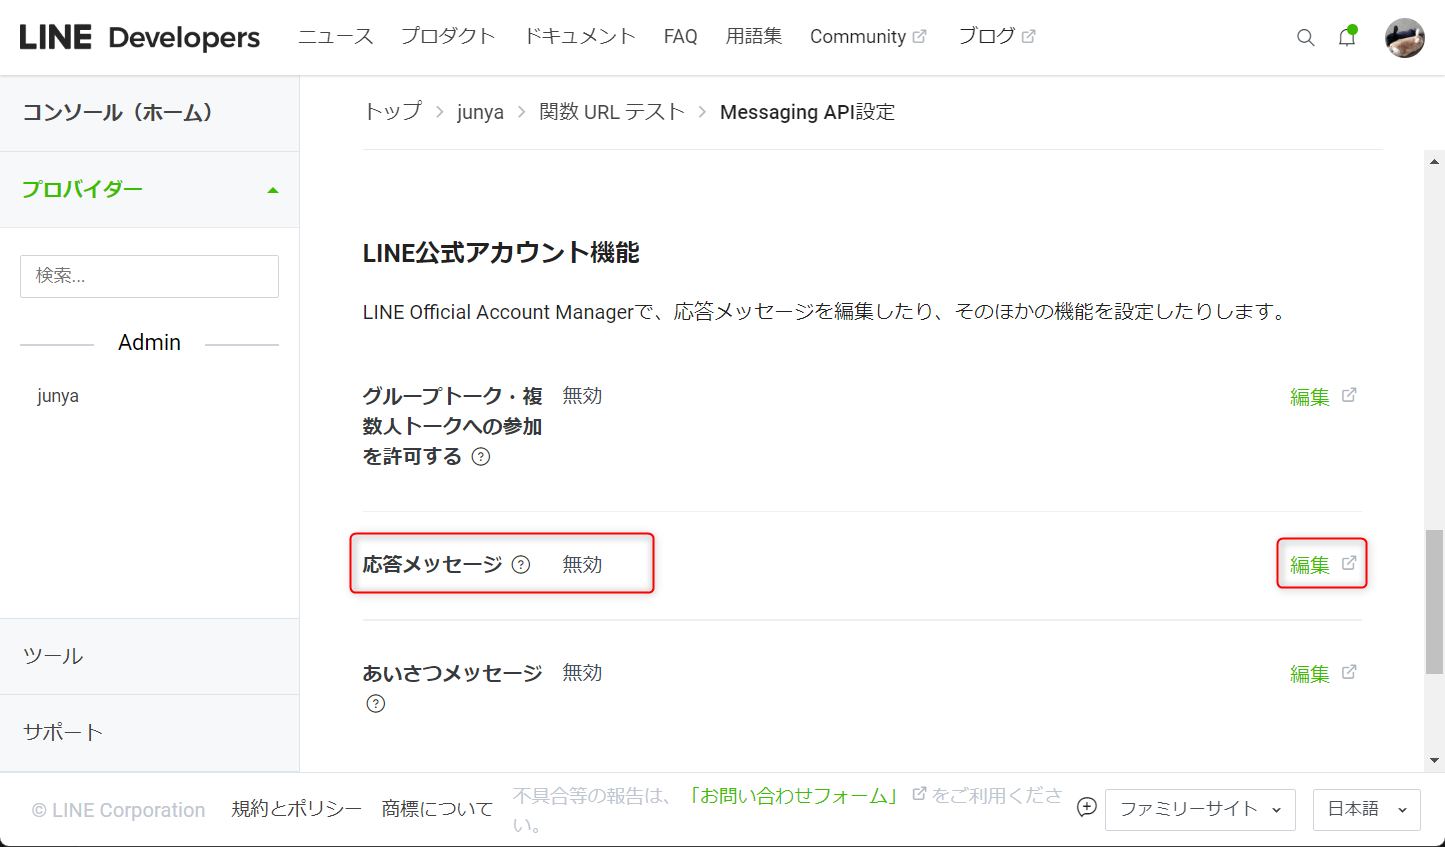 LINE Developers ニュース プロダクト ドキュメント FAQ 用語集 Community ブログ
コンソール（ホーム）
プロバイダー
検索...
Admin
junya
ツール
サポート
トップ > junya > 関数 URL テスト > Messaging API設定
LINE公式アカウント機能
LINE Official Account Managerで、応答メッセージを編集したり、そのほかの機能を設定したりします。
グループトーク・複
数人トークへの参加
を許可する ?
無効
編集
応答メッセージ ? 無効 編集
あいさつメッセージ
?
無効
編集
© LINE Corporation 規約とポリシー 商標について
不具合等の報告は、「お問い合わせフォーム」をご利用くださ
い。
ファミリーサイト 日本語